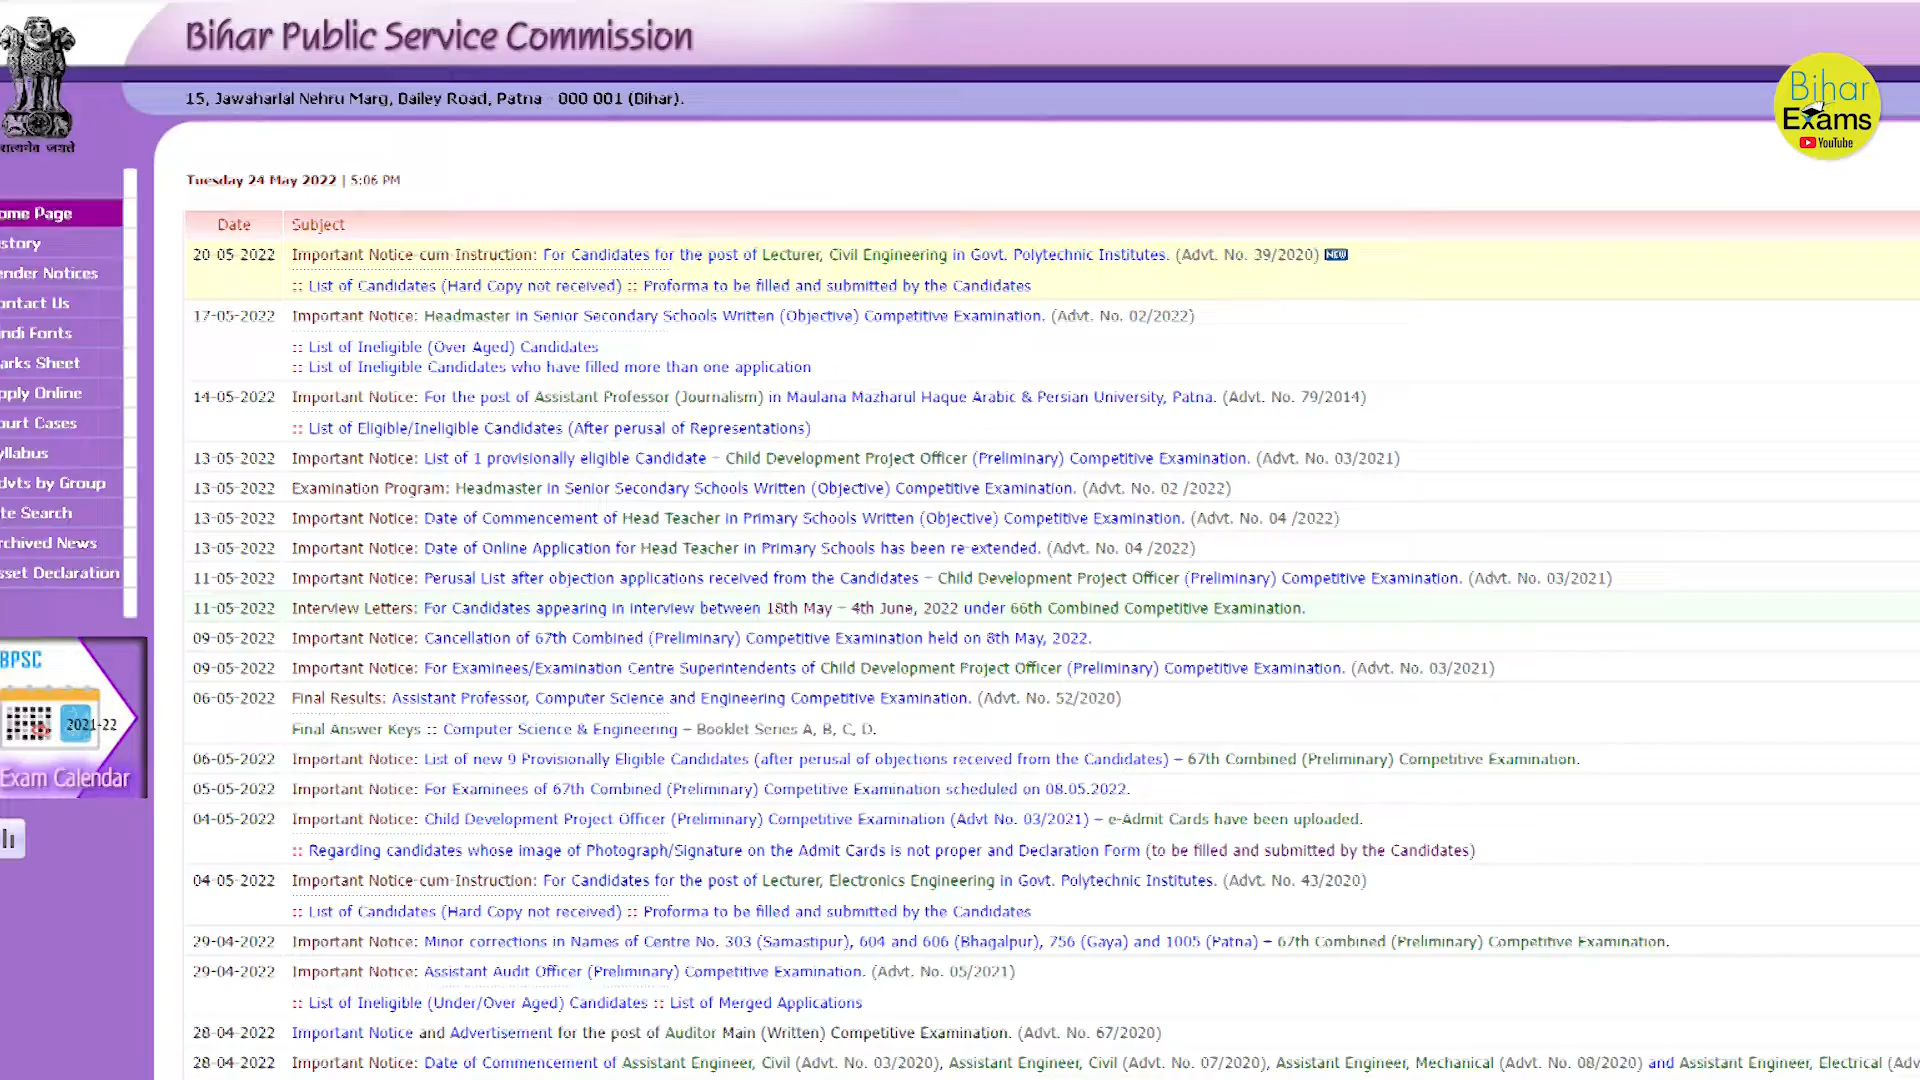 Bihar Public Service Commission
15, Jawaharlal Nehru Marg, Bailey Road, Patna - 000 001 (Bihar).
Bihar
Exams
YouTube
सत्यमेव जयते
Tuesday 24 May 2022 | 5:06 PM
ome Page
story
ender Notices
ontact Us
indi Fonts
arks Sheet
pply Online
ourt Cases
yllabus
dvts by Group
te Search
rchived News
sset Declaration
BPSC
2021-22
Exam Calendar
Date Subject
20-05-2022 Important Notice-cum-Instruction: For Candidates for the post of Lecturer, Civil Engineering in Govt. Polytechnic Institutes. (Advt. No. 39/2020) NEW
:: List of Candidates (Hard Copy not received) :: Proforma to be filled and submitted by the Candidates
17-05-2022 Important Notice: Headmaster in Senior Secondary Schools Written (Objective) Competitive Examination. (Advt. No. 02/2022)
:: List of Ineligible (Over Aged) Candidates
:: List of Ineligible Candidates who have filled more than one application
14-05-2022 Important Notice: For the post of Assistant Professor (Journalism) in Maulana Mazharul Haque Arabic & Persian University, Patna. (Advt. No. 79/2014)
:: List of Eligible/Ineligible Candidates (After perusal of Representations)
13-05-2022 Important Notice: List of 1 provisionally eligible Candidate – Child Development Project Officer (Preliminary) Competitive Examination. (Advt. No. 03/2021)
13-05-2022 Examination Program: Headmaster in Senior Secondary Schools Written (Objective) Competitive Examination. (Advt. No. 02 /2022)
13-05-2022 Important Notice: Date of Commencement of Head Teacher in Primary Schools Written (Objective) Competitive Examination. (Advt. No. 04 /2022)
13-05-2022 Important Notice: Date of Online Application for Head Teacher in Primary Schools has been re-extended. (Advt. No. 04 /2022)
11-05-2022 Important Notice: Perusal List after objection applications received from the Candidates – Child Development Project Officer (Preliminary) Competitive Examination. (Advt. No. 03/2021)
11-05-2022 Interview Letters: For Candidates appearing in interview between 18th May – 4th June, 2022 under 66th Combined Competitive Examination.
09-05-2022 Important Notice: Cancellation of 67th Combined (Preliminary) Competitive Examination held on 8th May, 2022.
09-05-2022 Important Notice: For Examinees/Examination Centre Superintendents of Child Development Project Officer (Preliminary) Competitive Examination. (Advt. No. 03/2021)
06-05-2022 Final Results: Assistant Professor, Computer Science and Engineering Competitive Examination. (Advt. No. 52/2020)
Final Answer Keys :: Computer Science & Engineering – Booklet Series A, B, C, D.
06-05-2022 Important Notice: List of new 9 Provisionally Eligible Candidates (after perusal of objections received from the Candidates) – 67th Combined (Preliminary) Competitive Examination.
05-05-2022 Important Notice: For Examinees of 67th Combined (Preliminary) Competitive Examination scheduled on 08.05.2022.
04-05-2022 Important Notice: Child Development Project Officer (Preliminary) Competitive Examination (Advt No. 03/2021) – e-Admit Cards have been uploaded.
:: Regarding candidates whose image of Photograph/Signature on the Admit Cards is not proper and Declaration Form (to be filled and submitted by the Candidates)
04-05-2022 Important Notice-cum-Instruction: For Candidates for the post of Lecturer, Electronics Engineering in Govt. Polytechnic Institutes. (Advt. No. 43/2020)
:: List of Candidates (Hard Copy not received) :: Proforma to be filled and submitted by the Candidates
29-04-2022 Important Notice: Minor corrections in Names of Centre No. 303 (Samastipur), 604 and 606 (Bhagalpur), 756 (Gaya) and 1005 (Patna) – 67th Combined (Preliminary) Competitive Examination.
29-04-2022 Important Notice: Assistant Audit Officer (Preliminary) Competitive Examination. (Advt. No. 05/2021)
:: List of Ineligible (Under/Over Aged) Candidates :: List of Merged Applications
28-04-2022 Important Notice and Advertisement for the post of Auditor Main (Written) Competitive Examination. (Advt. No. 67/2020)
28-04-2022 Important Notice: Date of Commencement of Assistant Engineer, Civil (Advt. No. 03/2020), Assistant Engineer, Civil (Advt. No. 07/2020), Assistant Engineer, Mechanical (Advt. No. 08/2020) and Assistant Engineer, Electrical (Adv